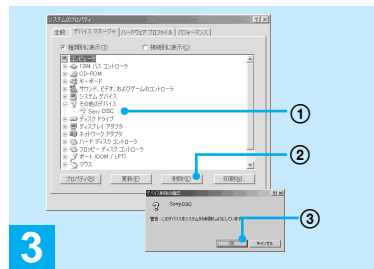 システムのプロパティ
全般 デバイス マネージャ ハードウェア プロファイル パフォーマンス
種類別に表示(T) 接続別に表示(C)
コンピュータ
1394 バス コントローラ
CD-ROM
キーボード
サウンド、ビデオ、およびゲームのコントローラ
システム デバイス
その他のデバイス
Sony DSC
ディスク ドライブ
ディスプレイ アダプタ
ネットワーク アダプタ
ハード ディスク コントローラ
フロッピー ディスク コントローラ
ポート (COM / LPT)
マウス
プロパティ(R) 更新(F) 削除(E) 印刷(N)...
デバイス削除の確認
Sony DSC
警告 : このデバイスをシステムから削除しようとしています。
OK キャンセル
①
②
③
3